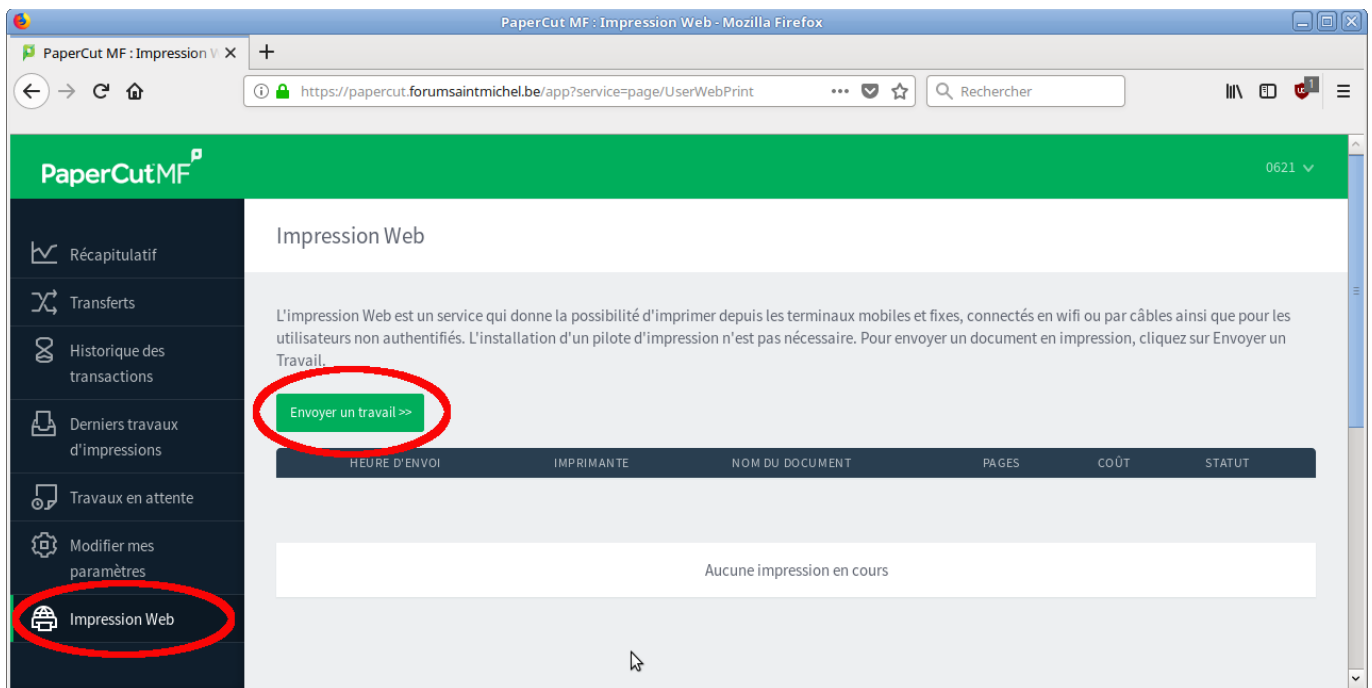 PaperCut MF : Impression Web - Mozilla Firefox
PaperCut MF : Impression W
https://papercut.forumsaintmichel.be/app?service=page/UserWebPrint
Rechercher
1
PaperCutMF
0621
Récapitulatif
Transferts
Historique des
transactions
Derniers travaux
d'impressions
Travaux en attente
Modifier mes
paramètres
Impression Web
Impression Web
L'impression Web est un service qui donne la possibilité d'imprimer depuis les terminaux mobiles et fixes, connectés en wifi ou par câbles ainsi que pour les
utilisateurs non authentifiés. L'installation d'un pilote d'impression n'est pas nécessaire. Pour envoyer un document en impression, cliquez sur Envoyer un
Travail.
Envoyer un travail >>
HEURE D'ENVOI IMPRIMANTE NOM DU DOCUMENT PAGES COÛT STATUT
Aucune impression en cours